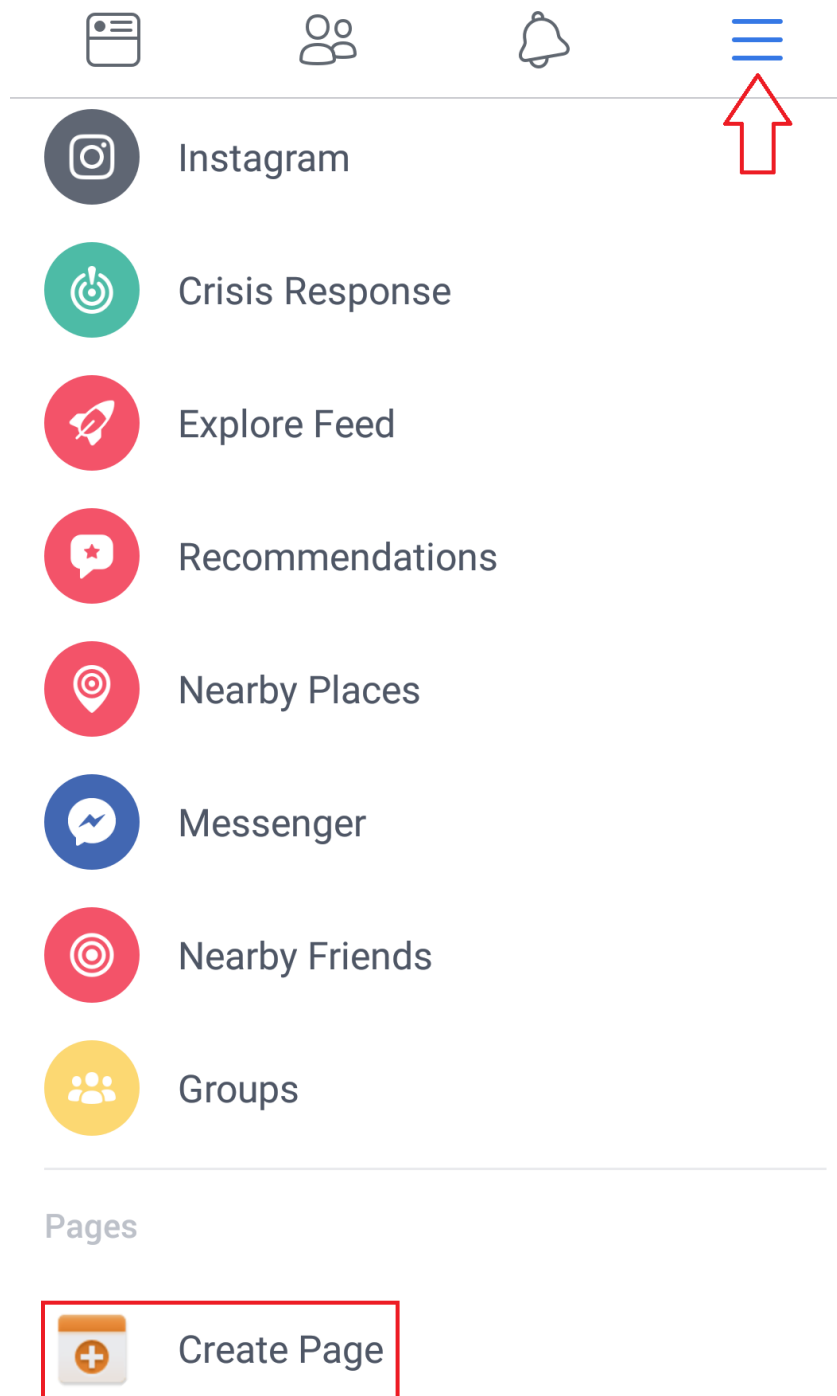 Instagram
Crisis Response
Explore Feed
Recommendations
Nearby Places
Messenger
Nearby Friends
Groups
Pages
Create Page